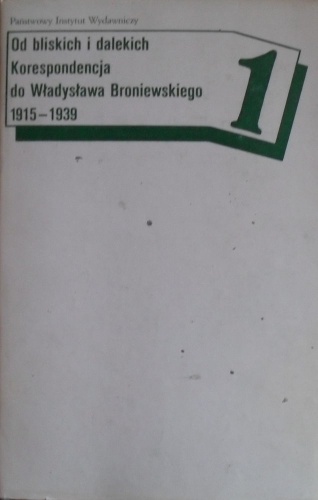 Państwowy Instytut Wydawniczy
Od bliskich i dalekich
Korespondencja
do Władysława Broniewskiego
1915–1939
1